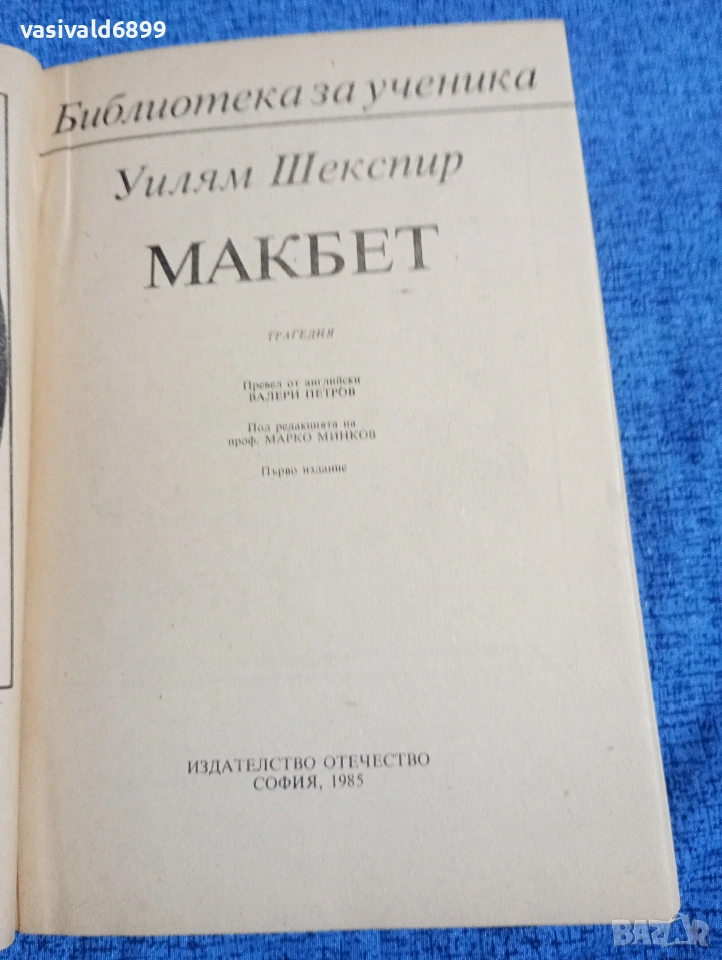 vasivald6899
Библиотека за ученика
Уилям Шекспир
МАКБЕТ
ТРАГЕДИЯ
Превел от английски
ВАЛЕРИ ПЕТРОВ
Под редакцията на
проф. МАРКО МИНКОВ
Първо издание
ИЗДАТЕЛСТВО ОТЕЧЕСТВО
СОФИЯ, 1985
BAZAR